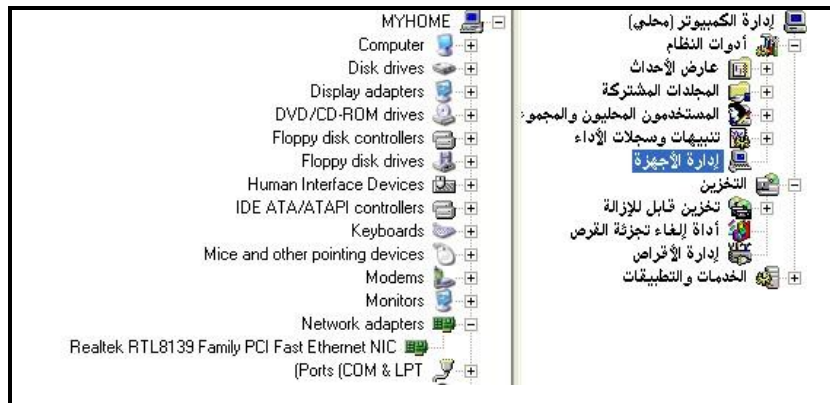 إدارة الكمبيوتر (محلي)
أدوات النظام
عارض الأحداث
المجلدات المشتركة
المستخدمون المحليون والمجمو
تنبيهات وسجلات الأداء
إدارة الأجهزة
التخزين
تخزين قابل للإزالة
أداة إلغاء تجزئة القرص
إدارة الأقراص
الخدمات والتطبيقات
MYHOME
Computer
Disk drives
Display adapters
DVD/CD-ROM drives
Floppy disk controllers
Floppy disk drives
Human Interface Devices
IDE ATA/ATAPI controllers
Keyboards
Mice and other pointing devices
Modems
Monitors
Network adapters
Realtek RTL8139 Family PCI Fast Ethernet NIC
(Ports (COM & LPT